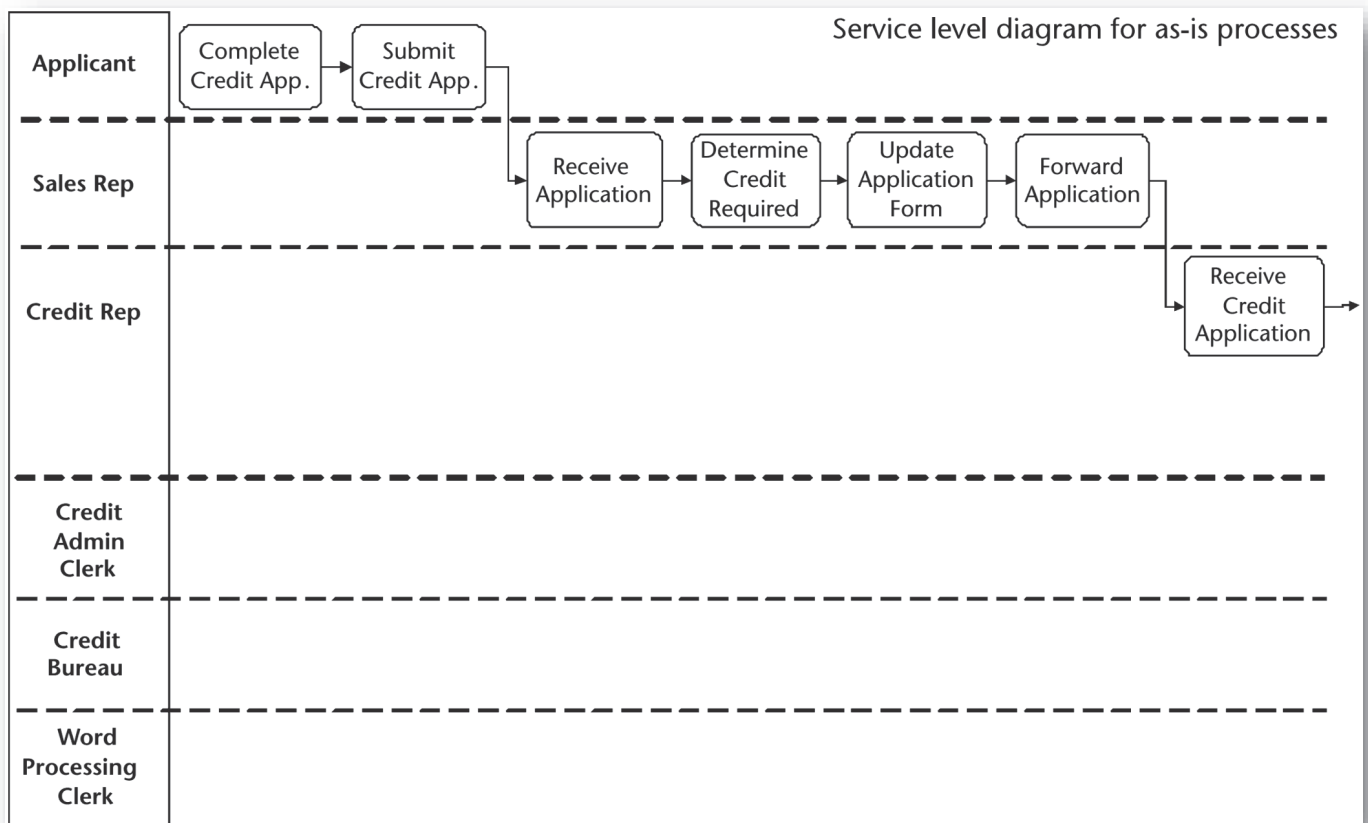 Service level diagram for as-is processes
Applicant
Complete
Credit App.
Submit
Credit App.
Sales Rep
Receive
Application
Determine
Credit
Required
Update
Application
Form
Forward
Application
Credit Rep
Receive
Credit
Application
Credit
Admin
Clerk
Credit
Bureau
Word
Processing
Clerk